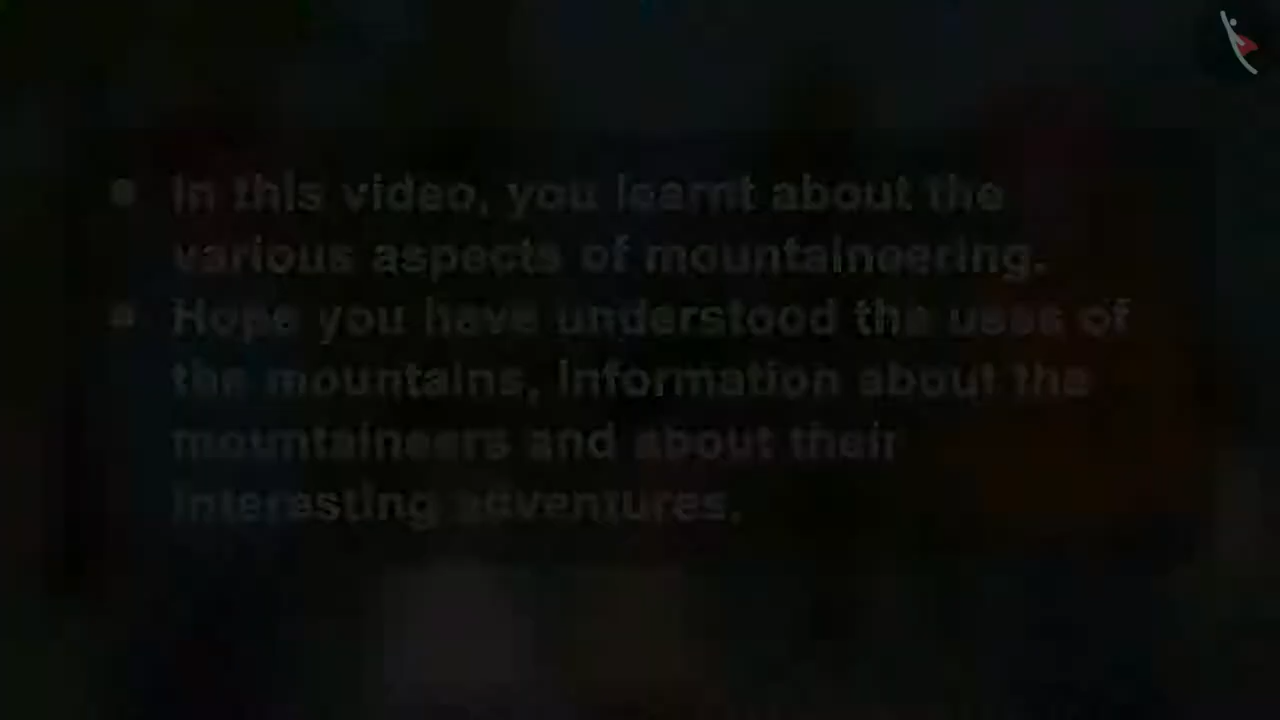 • In this video, you learnt about the
various aspects of mountaineering.
• Hope you have understood the uses of
the mountains, information about the
mountaineers and about their
interesting adventures.